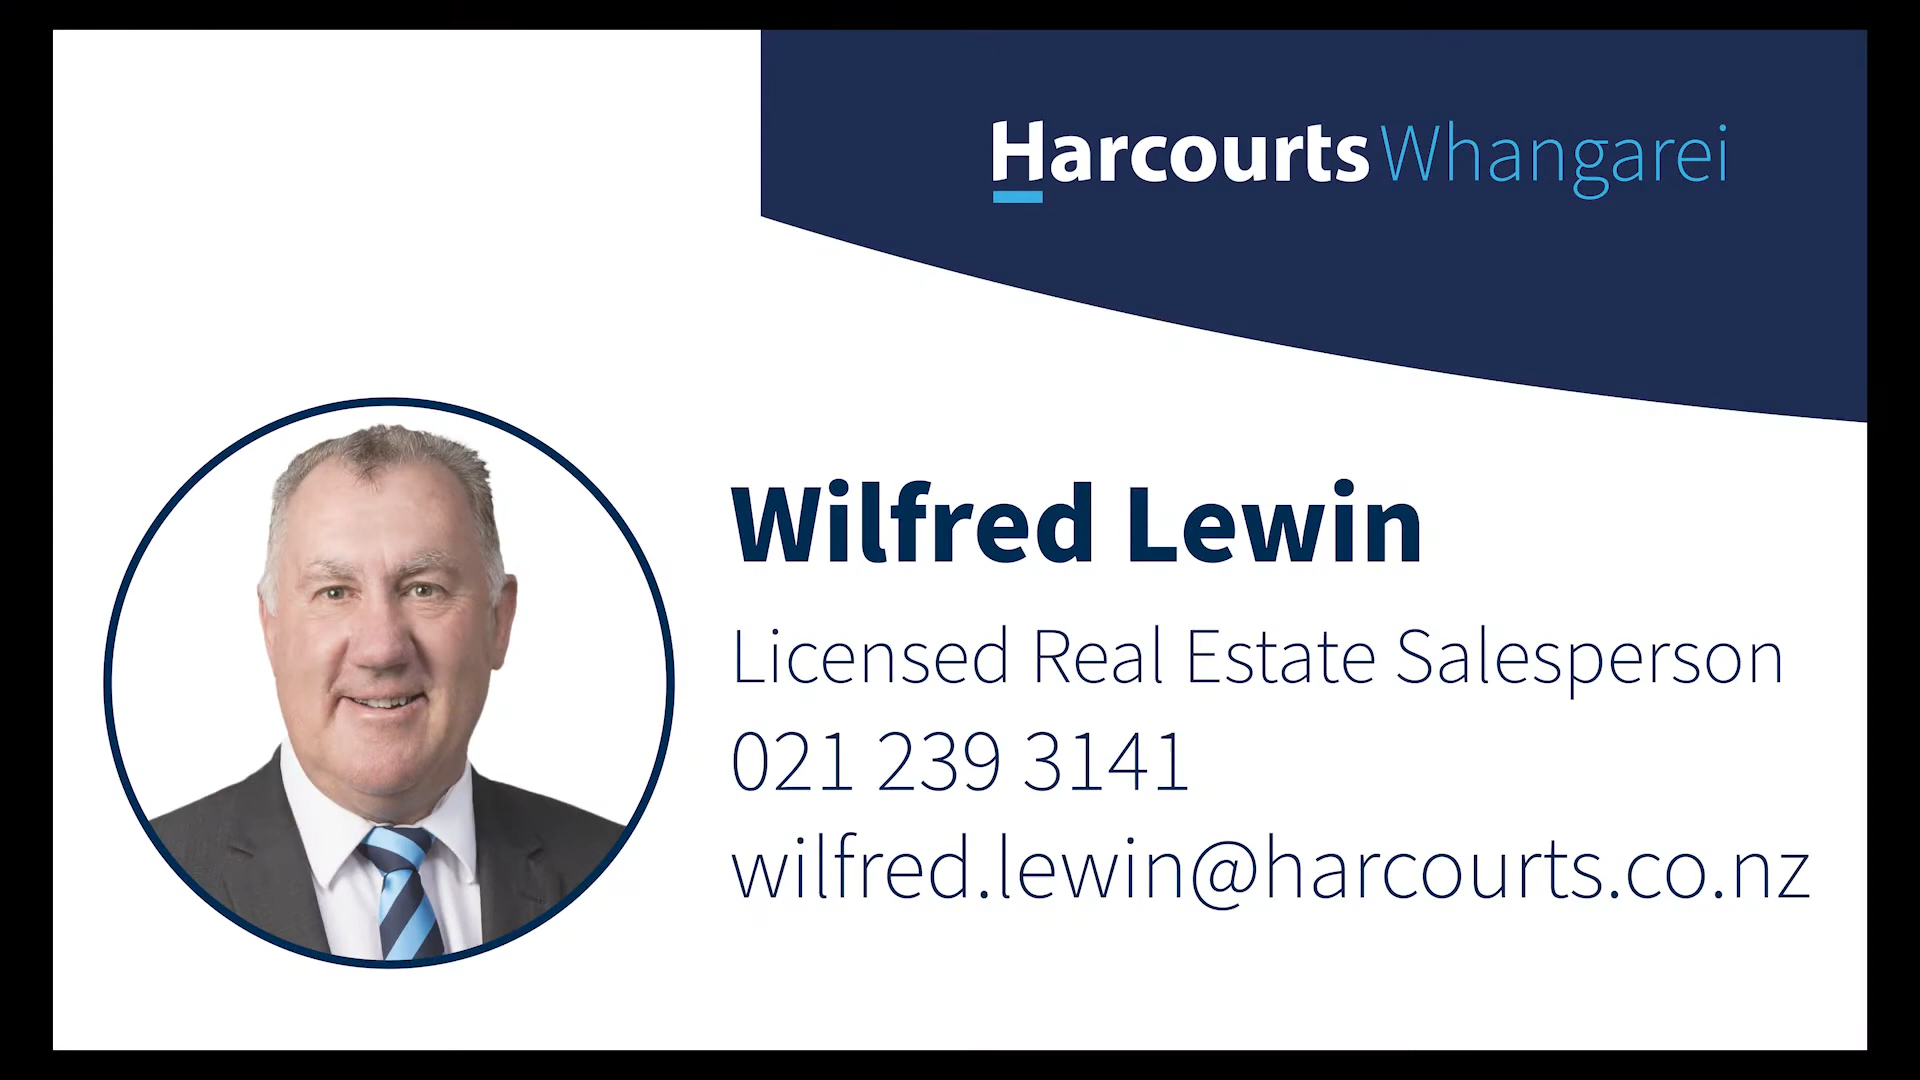 Harcourts Whangarei
Wilfred Lewin
Licensed Real Estate Salesperson
021 239 3141
wilfred.lewin@harcourts.co.nz